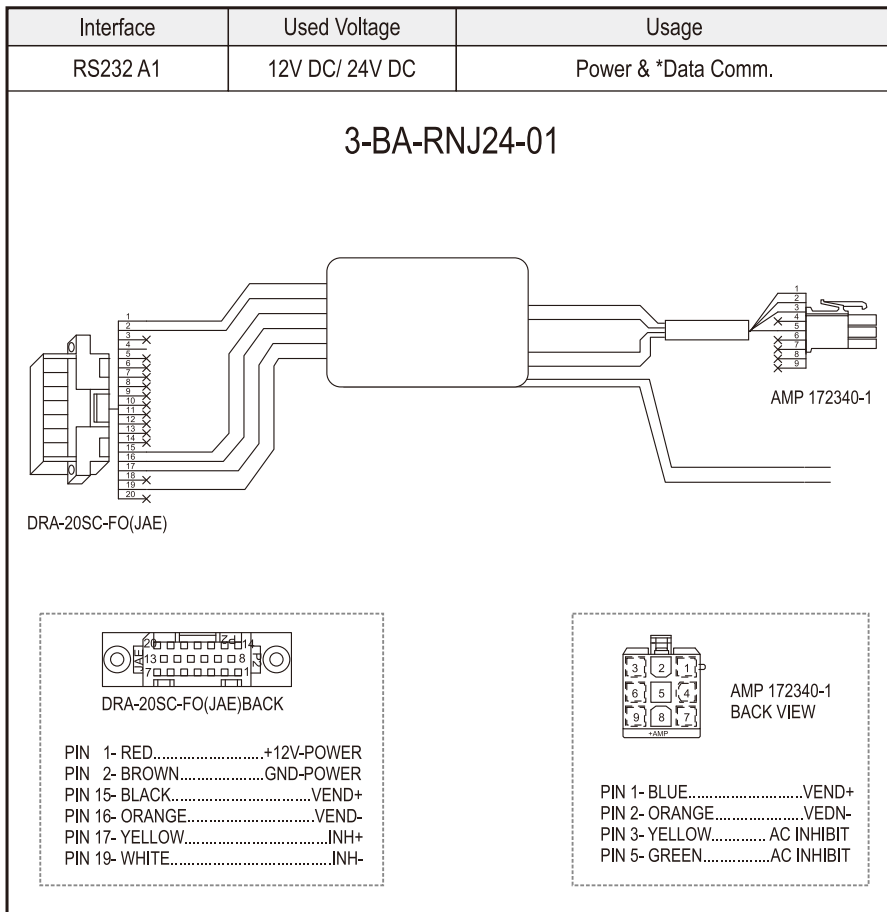 Interface Used Voltage Usage
RS232 A1 12V DC/ 24V DC Power & *Data Comm.
3-BA-RNJ24-01
1
2
3
4
5
6
7
8
9
10
11
12
13
14
15
16
17
18
19
20
1
2
3
4
5
6
7
8
9
AMP 172340-1
DRA-20SC-FO(JAE)
20 P2 14
JAE 13 8 P2
7 1
DRA-20SC-FO(JAE)BACK
PIN 1- RED.......................+12V-POWER
PIN 2- BROWN.................GND-POWER
PIN 15- BLACK............................VEND+
PIN 16- ORANGE.........................VEND-
PIN 17- YELLOW..............................INH+
PIN 19- WHITE................................INH-
3 2 1
6 5 4
9 8 7
+AMP
AMP 172340-1
BACK VIEW
PIN 1- BLUE.......................VEND+
PIN 2- ORANGE..................VEDN-
PIN 3- YELLOW........... AC INHIBIT
PIN 5- GREEN.............AC INHIBIT